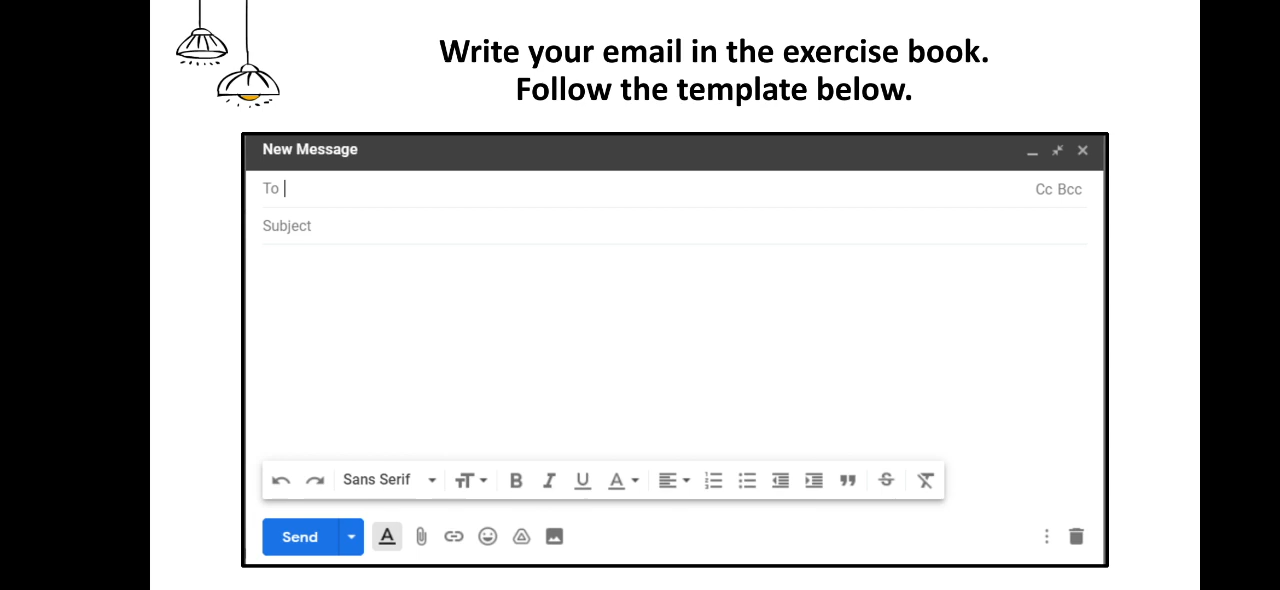 Write your email in the exercise book.
Follow the template below.
New Message
To
Cc Bcc
Subject
Sans Serif
Send